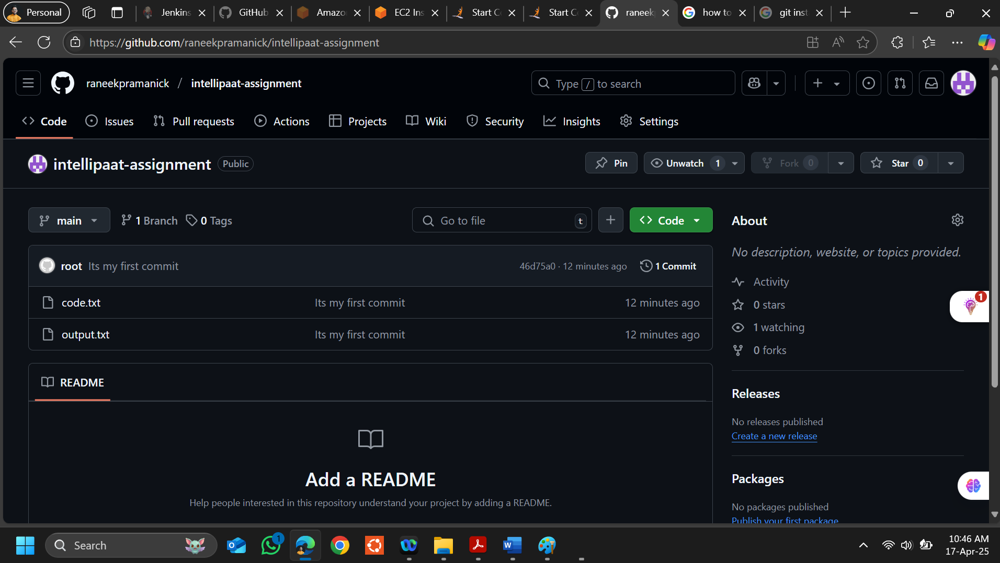 Personal
Jenkins
GitHub
Amazo
EC2 Ins
Start C
Start C
raneek
how to
git inst
https://github.com/raneekpramanick/intellipaat-assignment
raneekpramanick / intellipaat-assignment
Type / to search
Code
Issues
Pull requests
Actions
Projects
Wiki
Security
Insights
Settings
intellipaat-assignment Public
Pin
Unwatch 1
Fork 0
Star 0
main
1 Branch
0 Tags
Go to file t
Code
root Its my first commit
46d75a0 · 12 minutes ago
1 Commit
code.txt Its my first commit 12 minutes ago
output.txt Its my first commit 12 minutes ago
README
Add a README
Help people interested in this repository understand your project by adding a README.
About
No description, website, or topics provided.
Activity
0 stars
1 watching
0 forks
1
Releases
No releases published
Create a new release
Packages
No packages published
Publish your first package
Search
1
10:46 AM
17-Apr-25